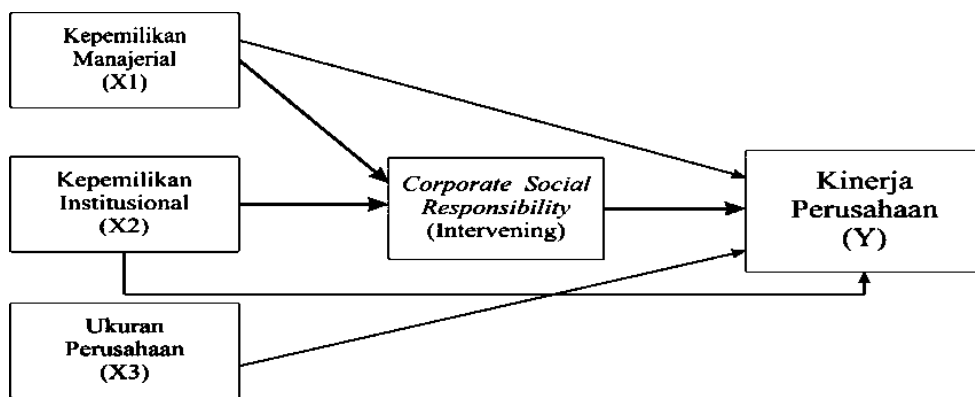 Kepemilikan
Manajerial
(X1)
Kepemilikan
Institusional
(X2)
Corporate Social
Responsibility
(Intervening)
Kinerja
Perusahaan
(Y)
Ukuran
Perusahaan
(X3)